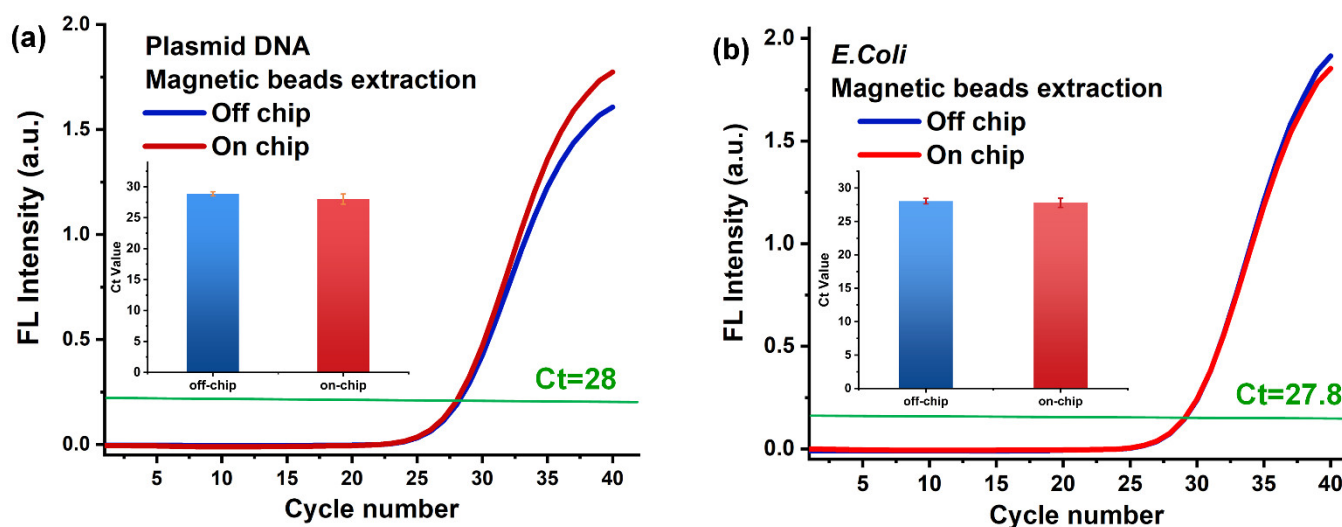 (a)
Plasmid DNA
Magnetic beads extraction
Off chip
On chip
FL Intensity (a.u.)
2.0
1.5
1.0
0.5
0.0
Ct Value
30
25
20
15
10
5
0
off-chip on-chip
Ct=28
5 10 15 20 25 30 35 40
Cycle number
(b)
E.Coli
Magnetic beads extraction
Off chip
On chip
FL Intensity (a.u.)
2.0
1.5
1.0
0.5
0.0
Ct Value
30
25
20
15
10
5
0
off-chip on-chip
Ct=27.8
5 10 15 20 25 30 35 40
Cycle number